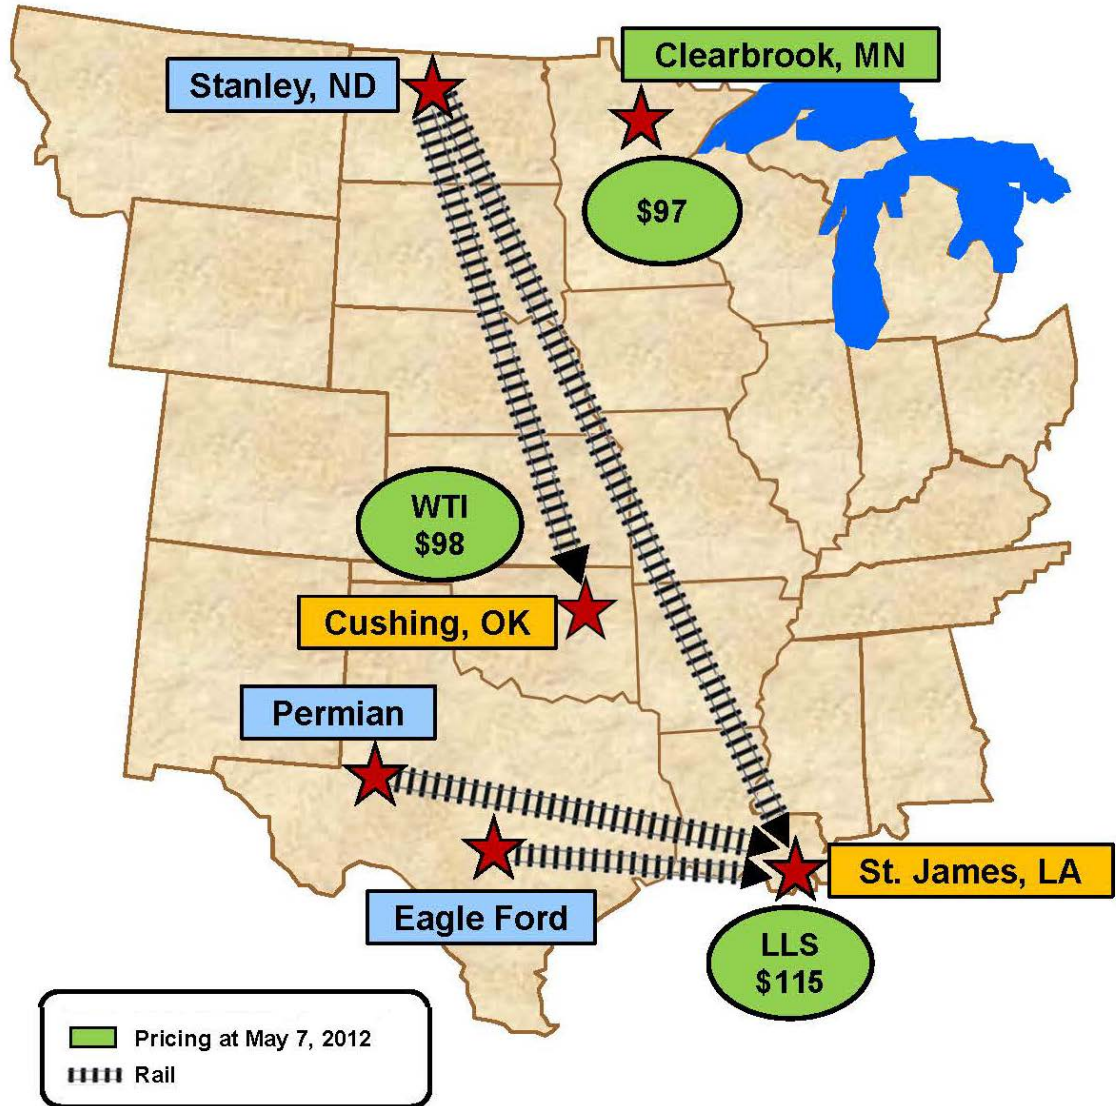 Clearbrook, MN
Stanley, ND
$97
WTI
$98
Cushing, OK
Permian
St. James, LA
Eagle Ford
LLS
$115
Pricing at May 7, 2012
Rail